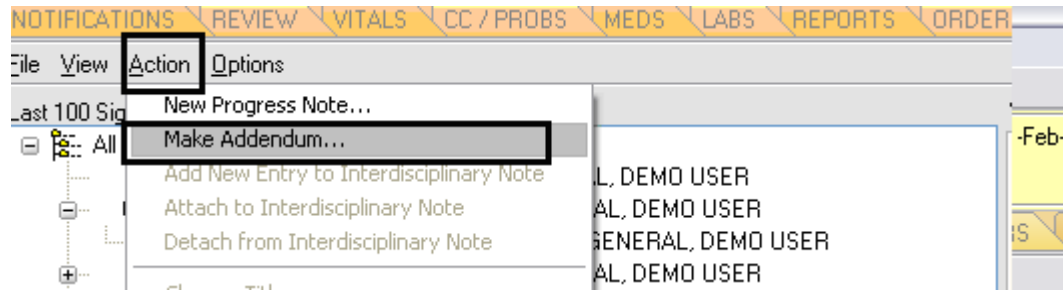 NOTIFICATIONS REVIEW VITALS CC / PROBS MEDS LABS REPORTS ORDER
File View Action Options
Last 100 Sig
New Progress Note...
All
Make Addendum...
-Feb-
Add New Entry to Interdisciplinary Note
L, DEMO USER
Attach to Interdisciplinary Note
AL, DEMO USER
Detach from Interdisciplinary Note
GENERAL, DEMO USER
AL, DEMO USER